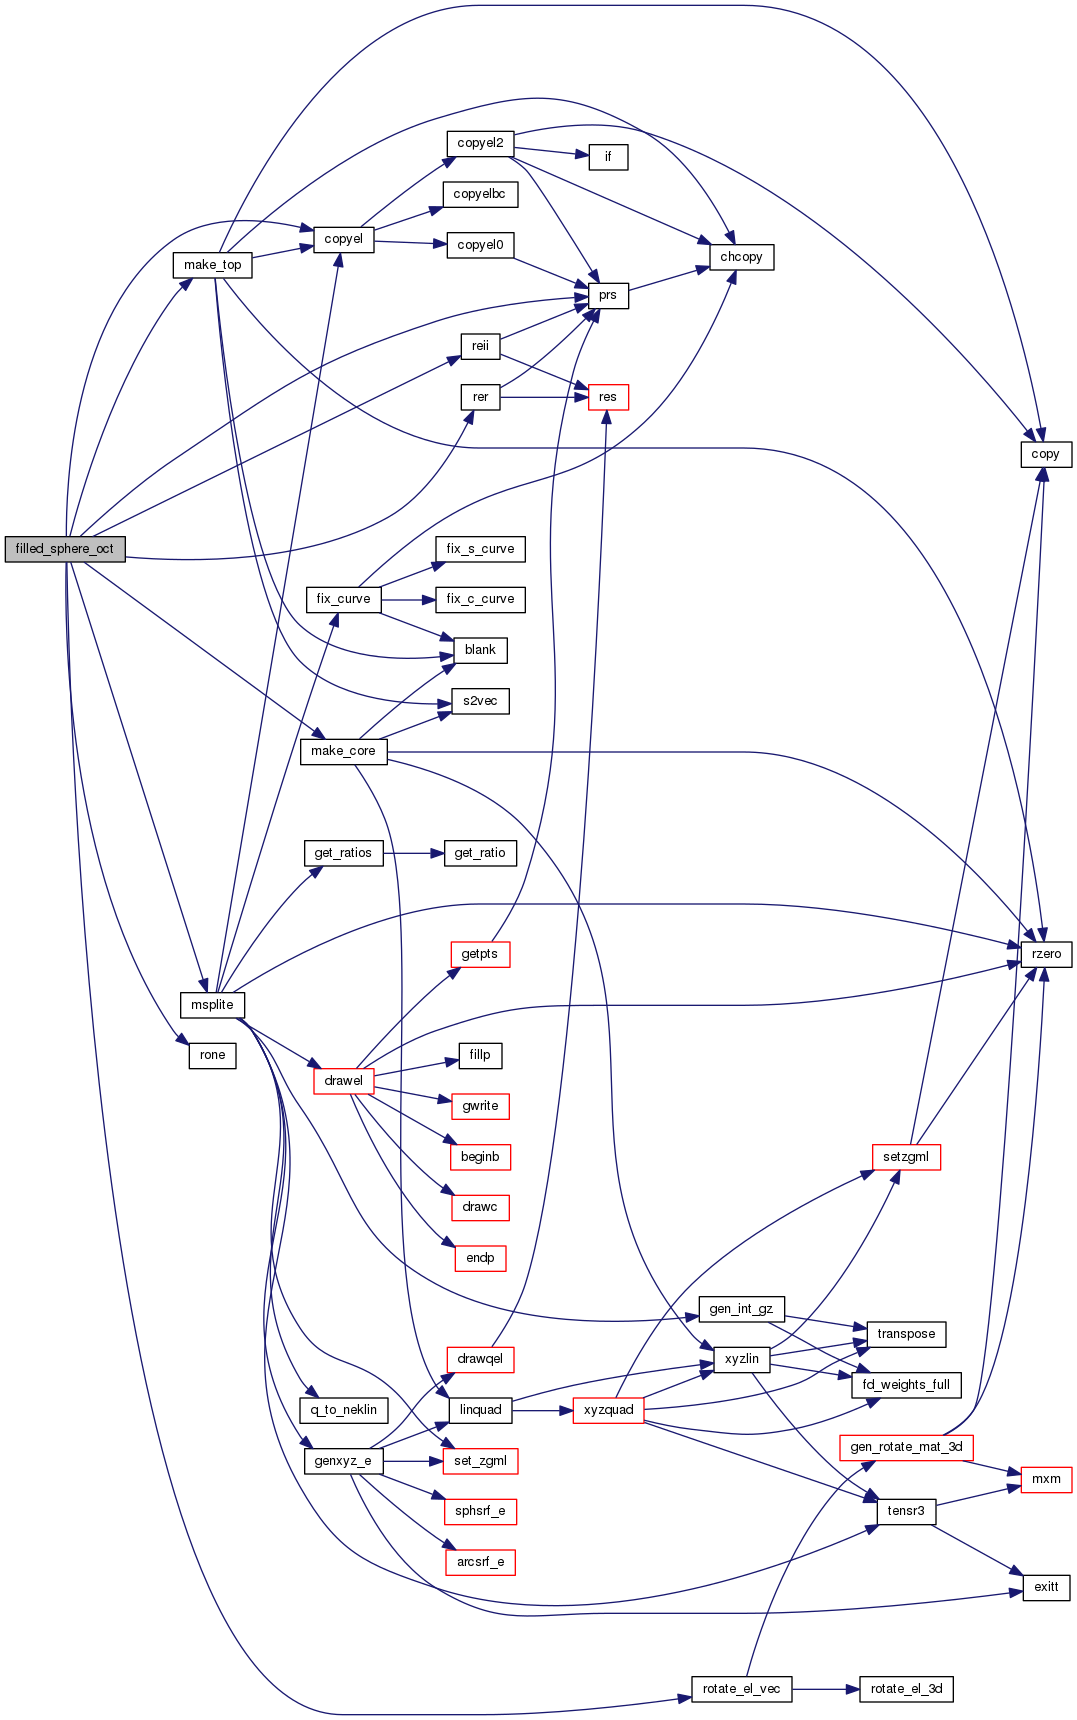 copyel2
if
copyelbc
copyel
copyel0
chcopy
make_top
prs
reii
rer
res
copy
filled_sphere_oct
fix_s_curve
fix_curve
fix_c_curve
blank
s2vec
make_core
get_ratios
get_ratio
getpts
rzero
msplite
rone
fillp
drawel
gwrite
beginb
setzgml
drawc
endp
gen_int_gz
transpose
drawqel
xyzlin
fd_weights_full
q_to_neklin
linquad
xyzquad
gen_rotate_mat_3d
genxyz_e
set_zgml
mxm
sphsrf_e
tensr3
arcsrf_e
exitt
rotate_el_vec
rotate_el_3d